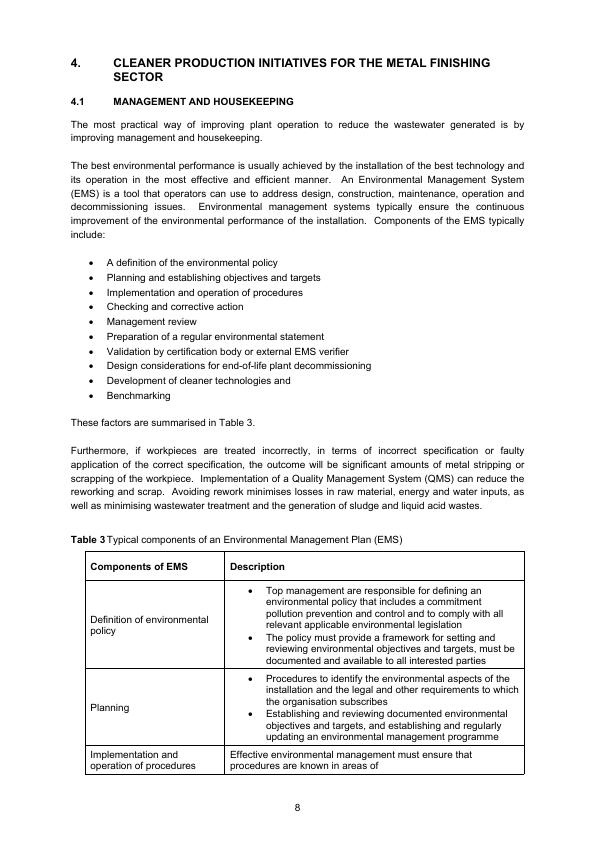 4. CLEANER PRODUCTION INITIATIVES FOR THE METAL FINISHING
SECTOR
4.1 MANAGEMENT AND HOUSEKEEPING
The most practical way of improving plant operation to reduce the wastewater generated is by
improving management and housekeeping.
The best environmental performance is usually achieved by the installation of the best technology and
its operation in the most effective and efficient manner. An Environmental Management System
(EMS) is a tool that operators can use to address design, construction, maintenance, operation and
decommissioning issues. Environmental management systems typically ensure the continuous
improvement of the environmental performance of the installation. Components of the EMS typically
include:
• A definition of the environmental policy
• Planning and establishing objectives and targets
• Implementation and operation of procedures
• Checking and corrective action
• Management review
• Preparation of a regular environmental statement
• Validation by certification body or external EMS verifier
• Design considerations for end-of-life plant decommissioning
• Development of cleaner technologies and
• Benchmarking
These factors are summarised in Table 3.
Furthermore, if workpieces are treated incorrectly, in terms of incorrect specification or faulty
application of the correct specification, the outcome will be significant amounts of metal stripping or
scrapping of the workpiece. Implementation of a Quality Management System (QMS) can reduce the
reworking and scrap. Avoiding rework minimises losses in raw material, energy and water inputs, as
well as minimising wastewater treatment and the generation of sludge and liquid acid wastes.
Table 3 Typical components of an Environmental Management Plan (EMS)
Components of EMS Description
Definition of environmental
policy
• Top management are responsible for defining an
environmental policy that includes a commitment
pollution prevention and control and to comply with all
relevant applicable environmental legislation
• The policy must provide a framework for setting and
reviewing environmental objectives and targets, must be
documented and available to all interested parties
Planning
• Procedures to identify the environmental aspects of the
installation and the legal and other requirements to which
the organisation subscribes
• Establishing and reviewing documented environmental
objectives and targets, and establishing and regularly
updating an environmental management programme
Implementation and
operation of procedures
Effective environmental management must ensure that
procedures are known in areas of
8